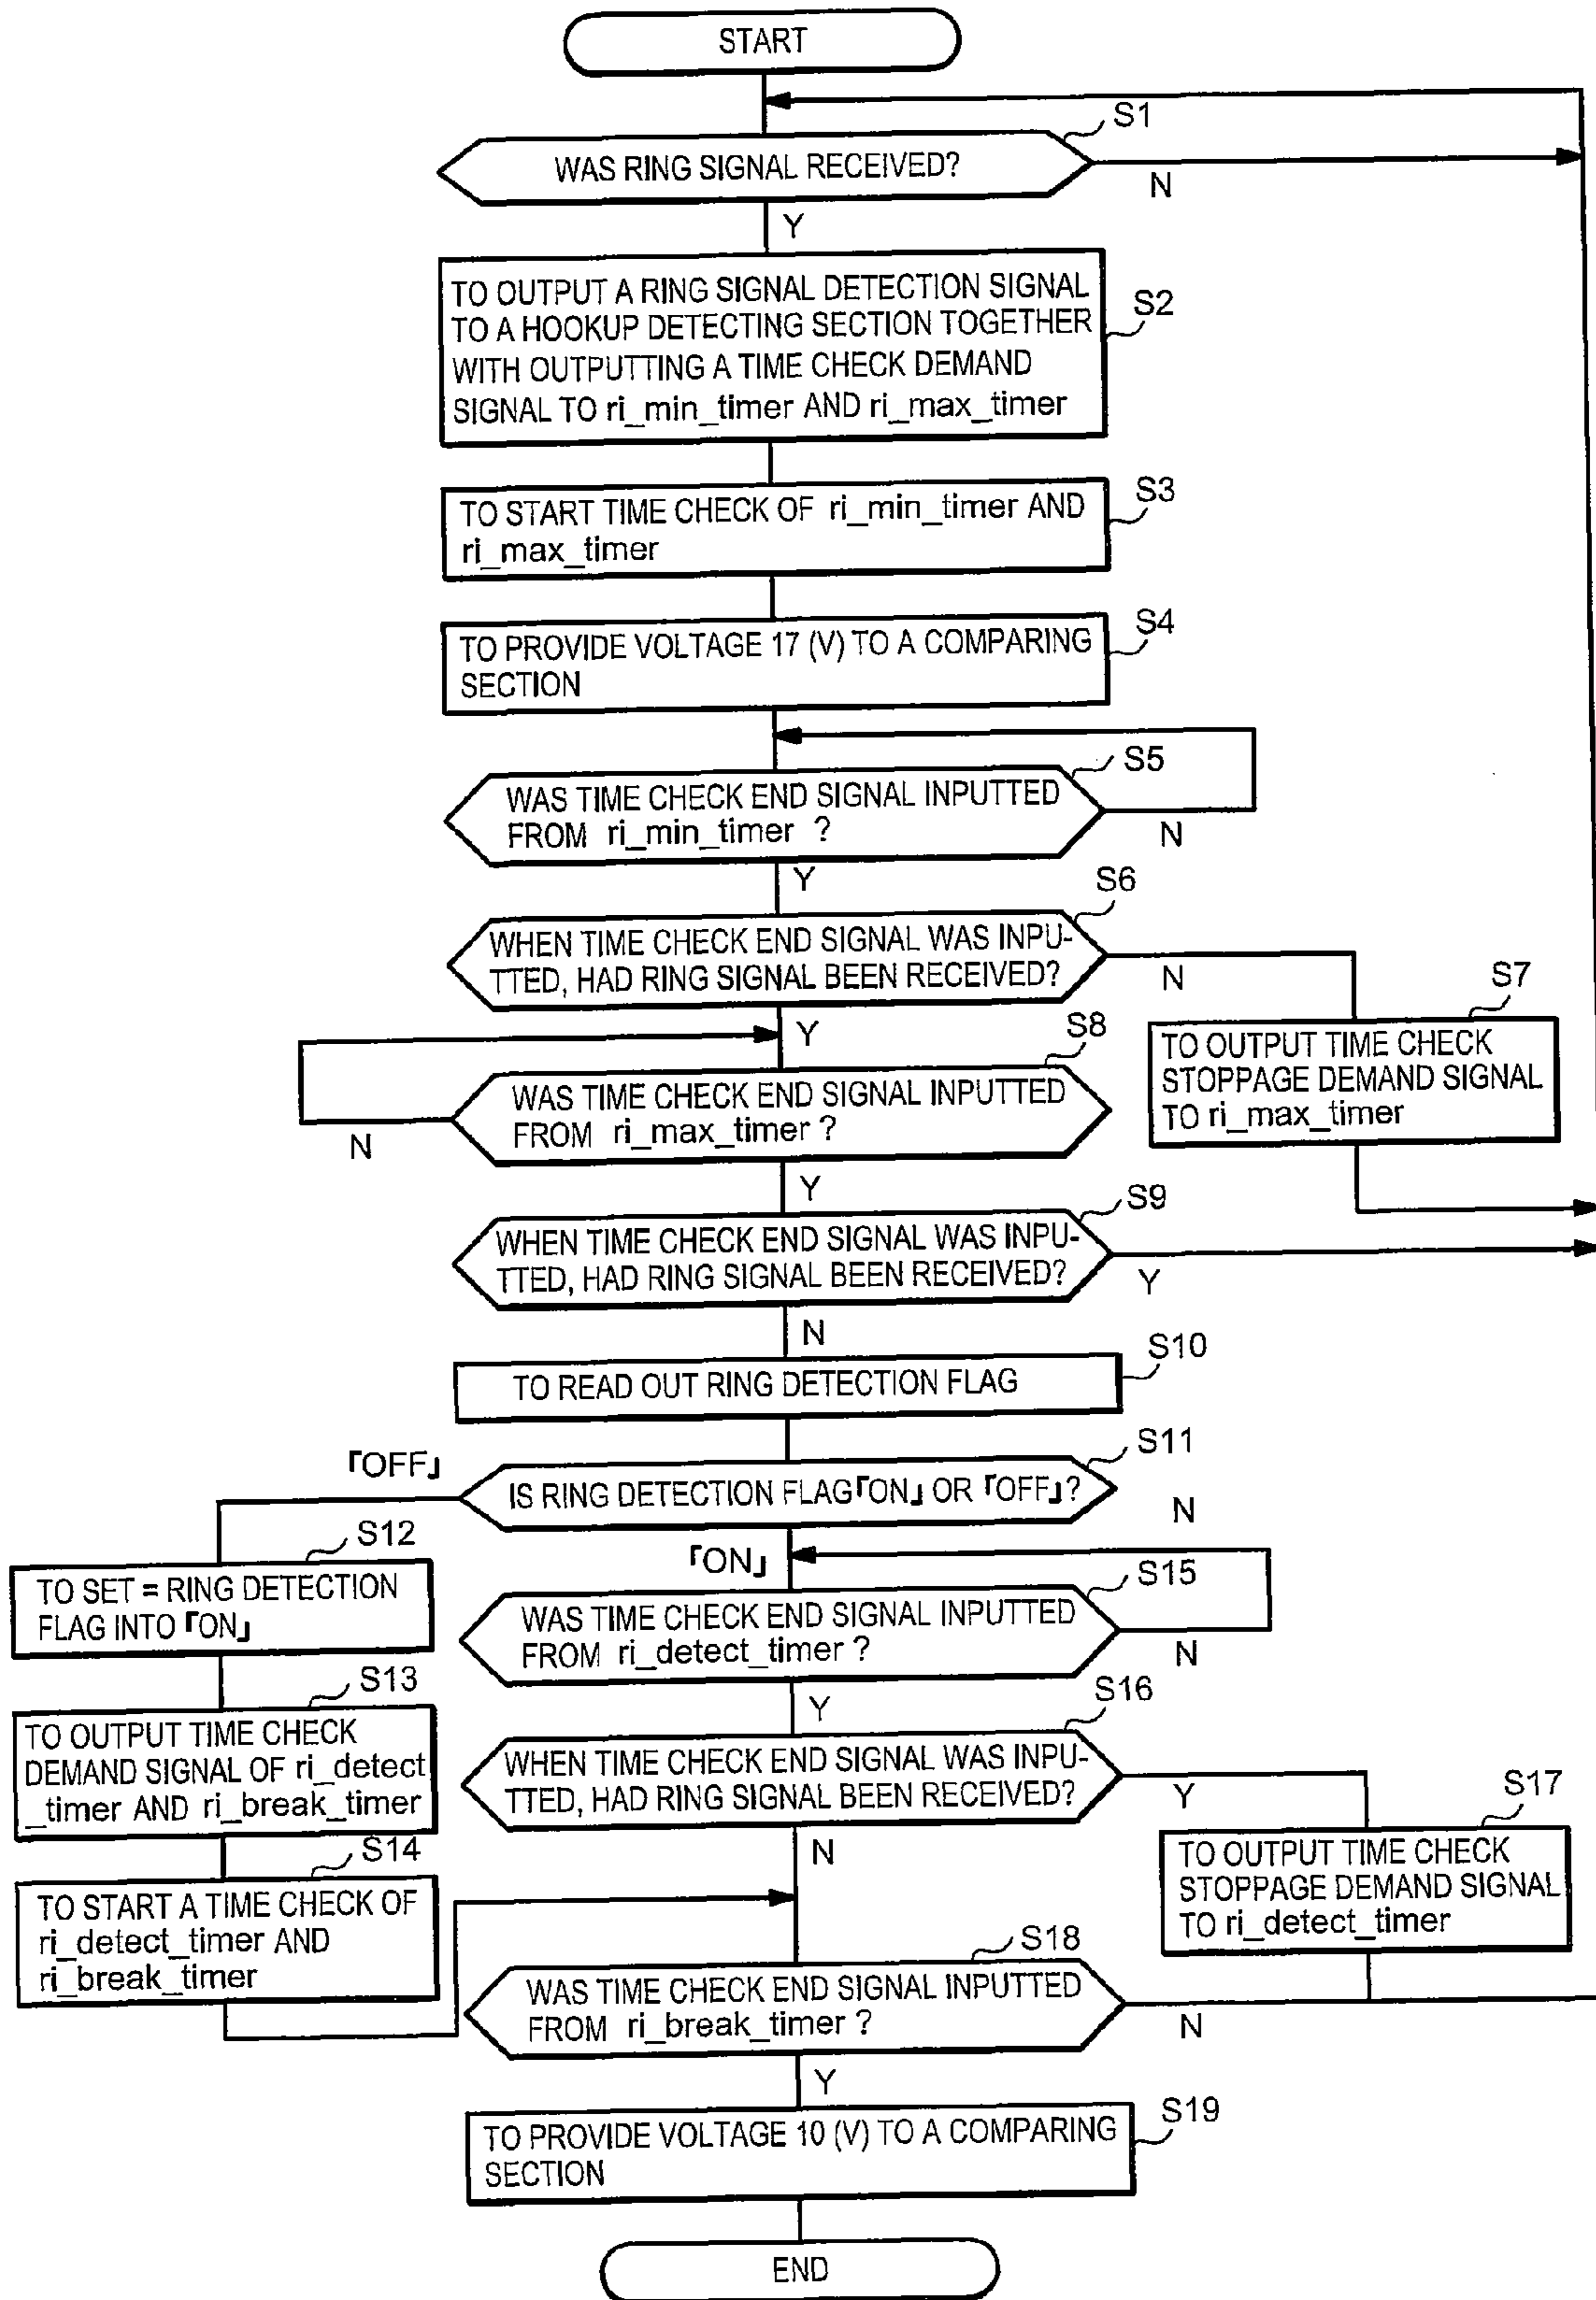 START
S1
WAS RING SIGNAL RECEIVED?
N
Y
TO OUTPUT A RING SIGNAL DETECTION SIGNAL
TO A HOOKUP DETECTING SECTION TOGETHER
WITH OUTPUTTING A TIME CHECK DEMAND
SIGNAL TO ri_min_timer AND ri_max_timer
S2
TO START TIME CHECK OF ri_min_timer AND
ri_max_timer
S3
TO PROVIDE VOLTAGE 17 (V) TO A COMPARING
SECTION
S4
S5
WAS TIME CHECK END SIGNAL INPUTTED
FROM ri_min_timer ?
N
Y
S6
WHEN TIME CHECK END SIGNAL WAS INPU-
TTED, HAD RING SIGNAL BEEN RECEIVED?
N
S7
TO OUTPUT TIME CHECK
STOPPAGE DEMAND SIGNAL
TO ri_max_timer
Y
S8
WAS TIME CHECK END SIGNAL INPUTTED
FROM ri_max_timer ?
N
Y
S9
WHEN TIME CHECK END SIGNAL WAS INPU-
TTED, HAD RING SIGNAL BEEN RECEIVED?
Y
N
S10
TO READ OUT RING DETECTION FLAG
S11
「OFF」
IS RING DETECTION FLAG「ON」 OR 「OFF」?
N
S12
TO SET = RING DETECTION
FLAG INTO 「ON」
S13
TO OUTPUT TIME CHECK
DEMAND SIGNAL OF ri_detect
_timer AND ri_break_timer
S14
TO START A TIME CHECK OF
ri_detect_timer AND
ri_break_timer
「ON」
S15
WAS TIME CHECK END SIGNAL INPUTTED
FROM ri_detect_timer ?
N
Y
S16
WHEN TIME CHECK END SIGNAL WAS INPU-
TTED, HAD RING SIGNAL BEEN RECEIVED?
Y
S17
TO OUTPUT TIME CHECK
STOPPAGE DEMAND SIGNAL
TO ri_detect_timer
N
S18
WAS TIME CHECK END SIGNAL INPUTTED
FROM ri_break_timer ?
N
Y
S19
TO PROVIDE VOLTAGE 10 (V) TO A COMPARING
SECTION
END